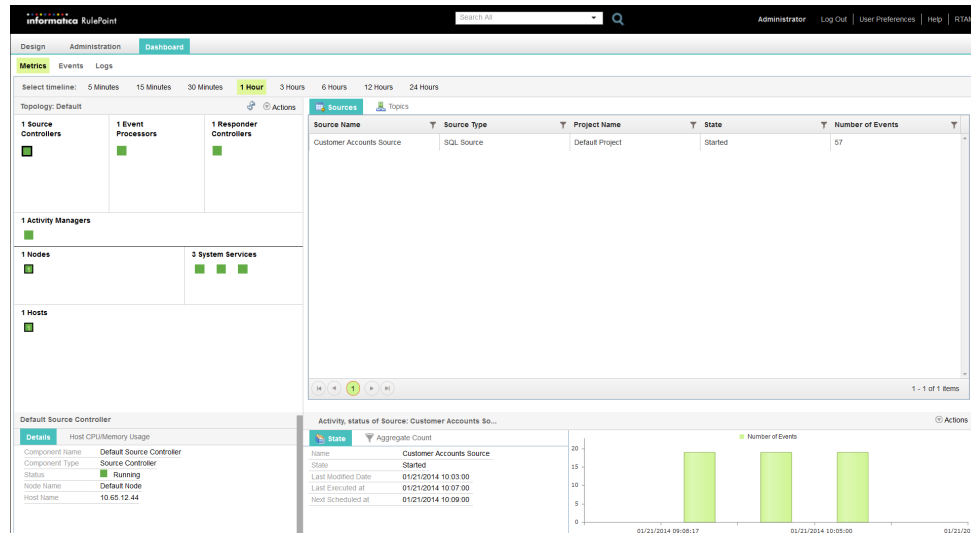 informatica RulePoint
Search All
Administrator Log Out User Preferences Help RTAM
Design Administration Dashboard
Metrics Events Logs
Select timeline: 5 Minutes 15 Minutes 30 Minutes 1 Hour 3 Hours 6 Hours 12 Hours 24 Hours
Topology: Default Actions
Sources Topics
Source Name Source Type Project Name State Number of Events
Customer Accounts Source SQL Source Default Project Started 57
1 Source Controllers
1 Event Processors
1 Responder Controllers
1 Activity Managers
1 Nodes
3 System Services
1 Hosts
1
1 - 1 of 1 items
Default Source Controller
Details Host CPU/Memory Usage
Component Name Default Source Controller
Component Type Source Controller
Status Running
Node Name Default Node
Host Name 10.65.12.44
Activity, status of Source: Customer Accounts So...
Actions
State Aggregate Count
Name Customer Accounts Source
State Started
Last Modified Date 01/21/2014 10:03:00
Last Executed at 01/21/2014 10:07:00
Next Scheduled at 01/21/2014 10:09:00
Number of Events
20
15
10
5
0
01/21/2014 09:08:17 01/21/2014 10:05:00 01/21/20